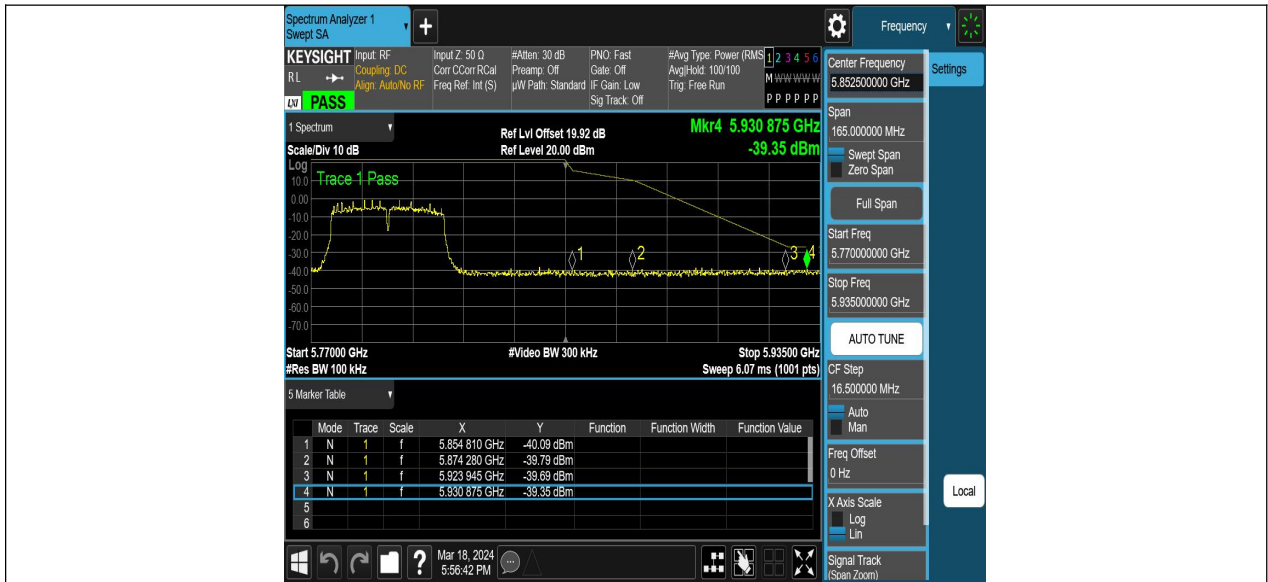 Spectrum Analyzer 1
Swept SA
+
Frequency
KEYSIGHT
RL
LXI PASS
Input: RF
Coupling: DC
Align: Auto/No RF
Input Z: 50 Ω
Corr CCorr RCal
Freq Ref: Int (S)
#Atten: 30 dB
Preamp: Off
µW Path: Standard
PNO: Fast
Gate: Off
IF Gain: Low
Sig Track: Off
#Avg Type: Power (RMS
Avg|Hold: 100/100
Trig: Free Run
1 2 3 4 5 6
M W W W W W
P P P P P P
1 Spectrum
Scale/Div 10 dB
Ref Lvl Offset 19.92 dB
Ref Level 20.00 dBm
Mkr4 5.930 875 GHz
-39.35 dBm
Log
Trace 1 Pass
10.0
0.00
-10.0
-20.0
-30.0
-40.0
-50.0
-60.0
-70.0
1
2
3
4
Start 5.77000 GHz
#Video BW 300 kHz
Stop 5.93500 GHz
#Res BW 100 kHz
Sweep 6.07 ms (1001 pts)
5 Marker Table
Mode Trace Scale X Y Function Function Width Function Value
1 N 1 f 5.854 810 GHz -40.09 dBm
2 N 1 f 5.874 280 GHz -39.79 dBm
3 N 1 f 5.923 945 GHz -39.69 dBm
4 N 1 f 5.930 875 GHz -39.35 dBm
5
6
?
Mar 18, 2024
5:56:42 PM
Center Frequency
5.852500000 GHz
Settings
Span
165.000000 MHz
Swept Span
Zero Span
Full Span
Start Freq
5.770000000 GHz
Stop Freq
5.935000000 GHz
AUTO TUNE
CF Step
16.500000 MHz
Auto
Man
Freq Offset
0 Hz
X Axis Scale
Log
Lin
Local
Signal Track
(Span Zoom)